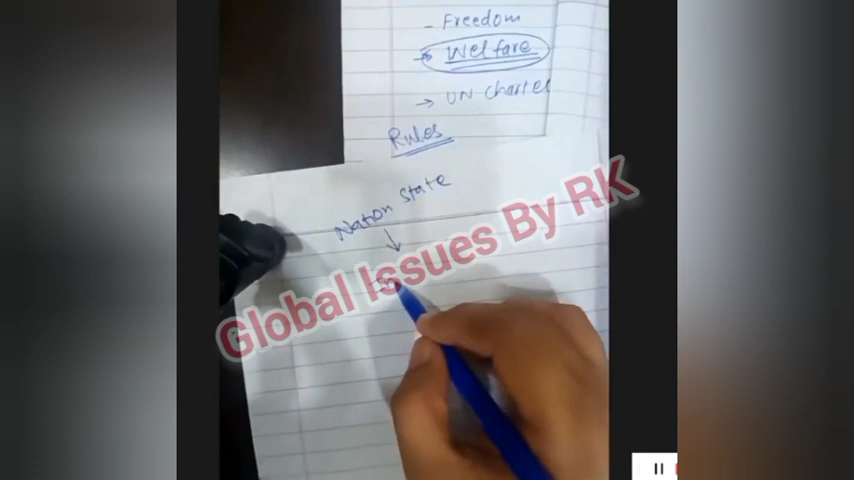 - Freedom
→ Welfare
→ UN Charter
Rules
Nation state
↓
Global Issues By RK